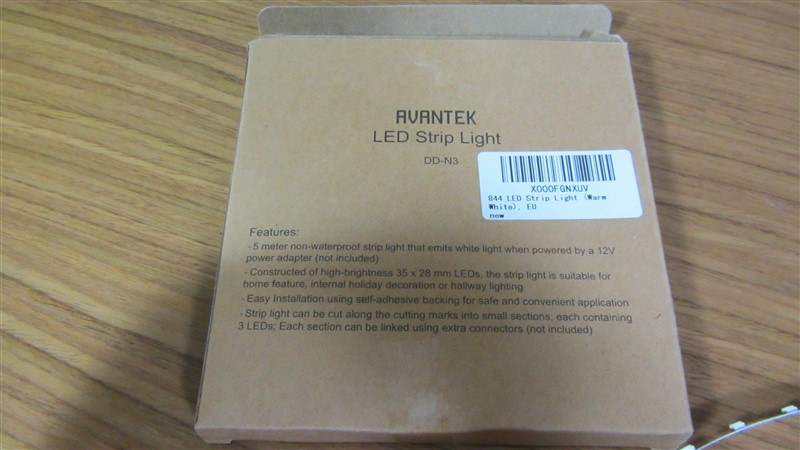 AVANTEK
LED Strip Light
DD-N3
X000FGNXUV
844 LED Strip Light (Warm
White), EU
new
Features:
- 5 meter non-waterproof strip light that emits white light when powered by a 12V
power adapter (not included)
- Constructed of high-brightness 35 x 28 mm LEDs, the strip light is suitable for
home feature, internal holiday decoration or hallway lighting
- Easy Installation using self-adhesive backing for safe and convenient application
- Strip light can be cut along the cutting marks into small sections, each containing
3 LEDs; Each section can be linked using extra connectors (not included)